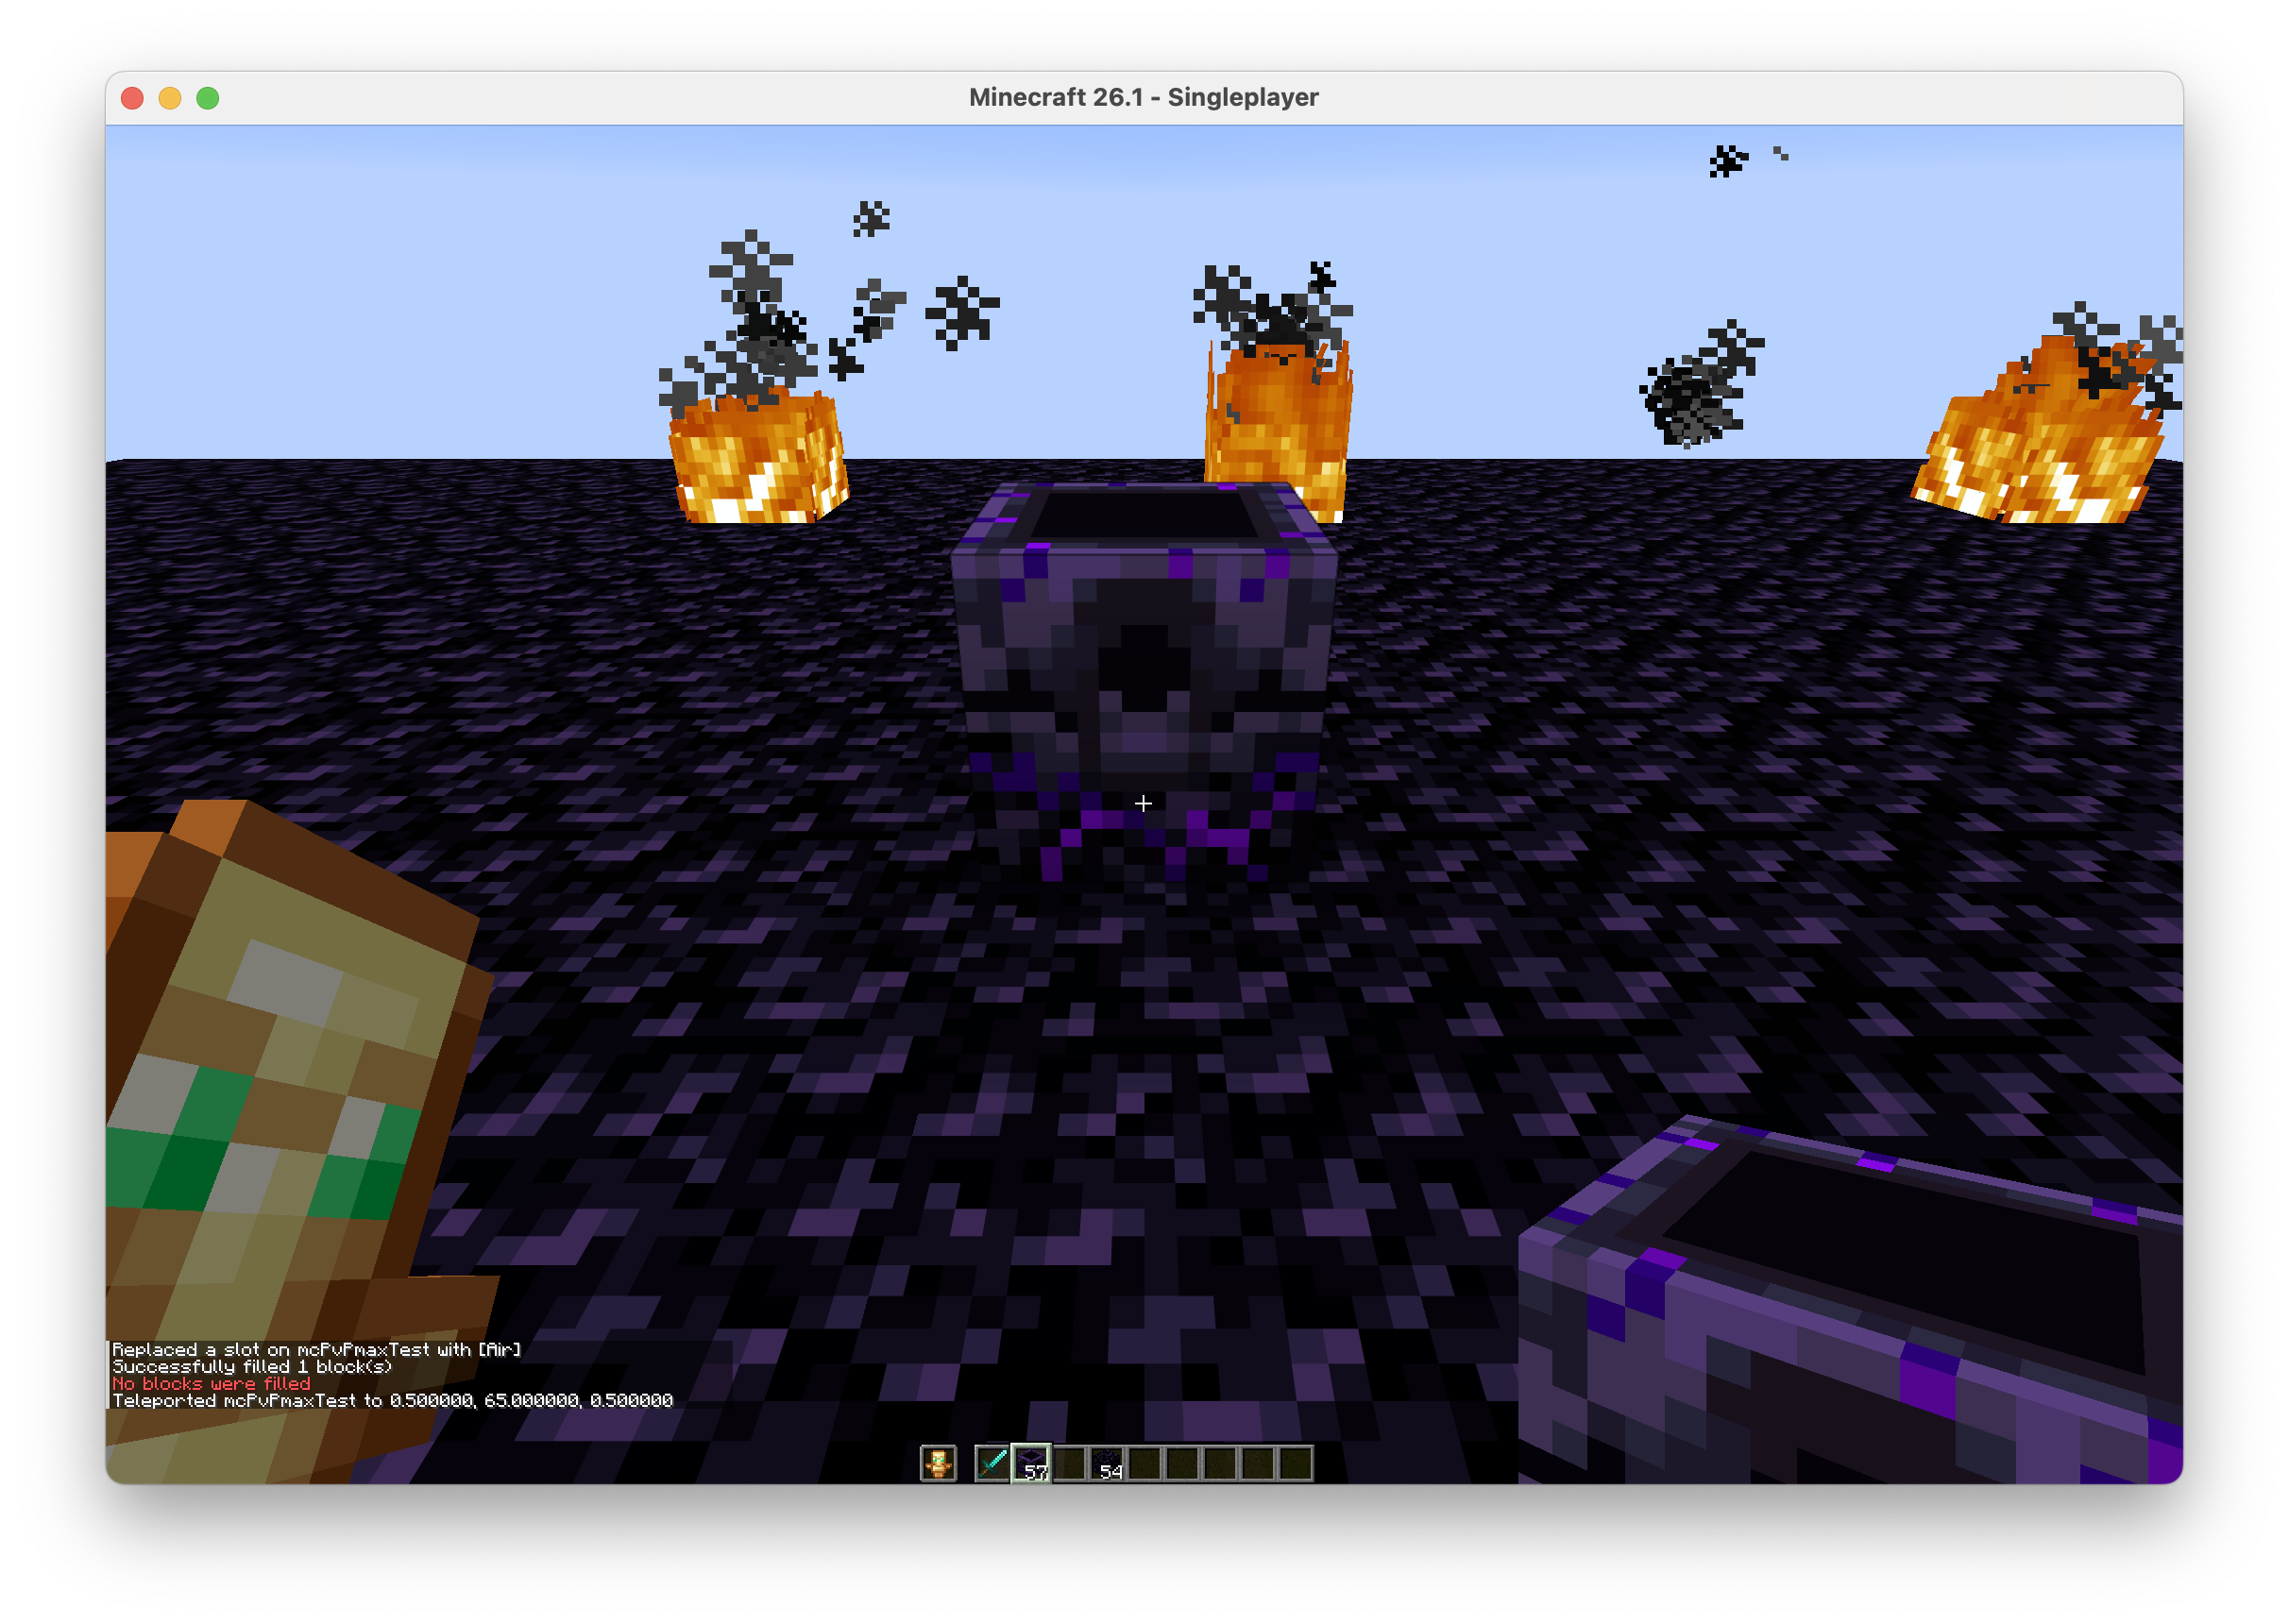 Minecraft 26.1 - Singleplayer
Replaced a slot on mcPvPmaxTest with [Air]
Successfully filled 1 block(s)
No blocks were filled
Teleported mcPvPmaxTest to 0.500000, 65.000000, 0.500000
57 54